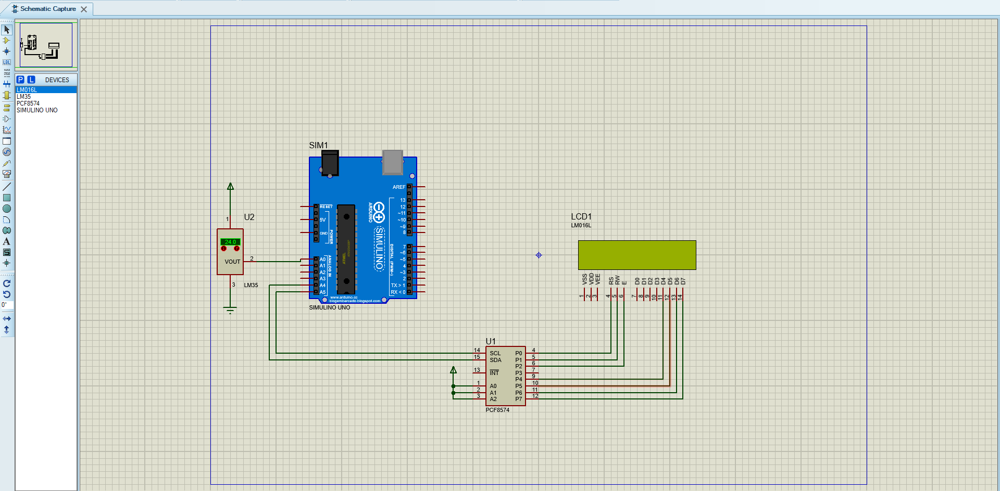 Schematic Capture
LBL
P L DEVICES
LM016L
LM35
PCF8574
SIMULINO UNO
A
S
0°
SIM1
AREF
13
12
~11
~10
~9
8
7
~6
~5
4
~3
2
TX > 1
RX < 0
RESET
5V
GND
POWER
A0
A1
A2
A3
A4
A5
ANALOG IN
ARDUINO
SIMULINO
DIGITAL (PWM~)
ATMEL
www.arduino.cc
blogembarcado.blogspot.com
SIMULINO UNO
U2
1
24.0
VOUT
2
3
LM35
LCD1
LM016L
VSS VDD VEE RS RW E D0 D1 D2 D3 D4 D5 D6 D7
1 2 3 4 5 6 7 8 9 10 11 12 13 14
U1
14 SCL P0 4
15 SDA P1 5
P2 6
13 INT P3 7
P4 9
1 A0 P5 10
2 A1 P6 11
3 A2 P7 12
PCF8574